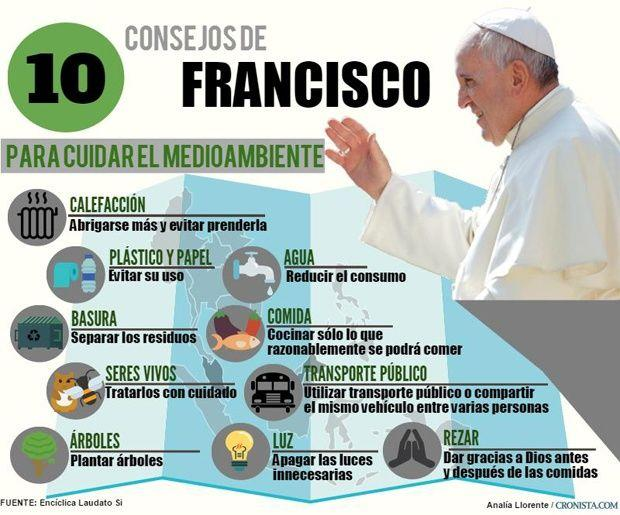 10
CONSEJOS DE
FRANCISCO
PARA CUIDAR EL MEDIOAMBIENTE
CALEFACCIÓN
Abrigarse más y evitar prenderla
PLÁSTICO Y PAPEL
Evitar su uso
AGUA
Reducir el consumo
BASURA
Separar los residuos
COMIDA
Cocinar sólo lo que
razonablemente se podrá comer
SERES VIVOS
Tratarlos con cuidado
TRANSPORTE PÚBLICO
Utilizar transporte público o compartir
el mismo vehículo entre varias personas
ÁRBOLES
Plantar árboles
LUZ
Apagar las luces
innecesarias
REZAR
Dar gracias a Dios antes
y después de las comidas
FUENTE: Encíclica Laudato Si
Analía Llorente / CRONISTA.COM